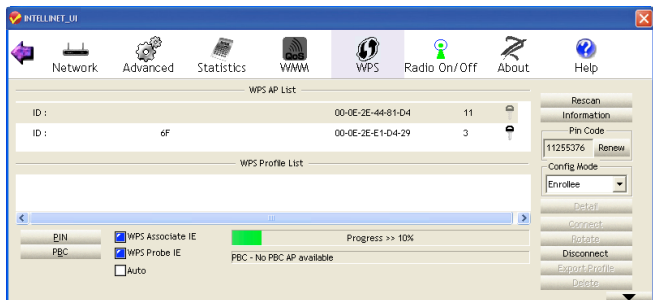 INTELLINET_UI
Network Advanced Statistics WMM WPS Radio On/Off About Help
QoS
WPS AP List
ID : 00-0E-2E-44-81-D4 11
ID : 6F 00-0E-2E-E1-D4-29 3
WPS Profile List
PIN
PBC
WPS Associate IE
WPS Probe IE
Auto
Progress >> 10%
PBC - No PBC AP available
Rescan
Information
Pin Code
11255376 Renew
Config Mode
Enrollee
Detail
Connect
Rotate
Disconnect
Export Profile
Delete